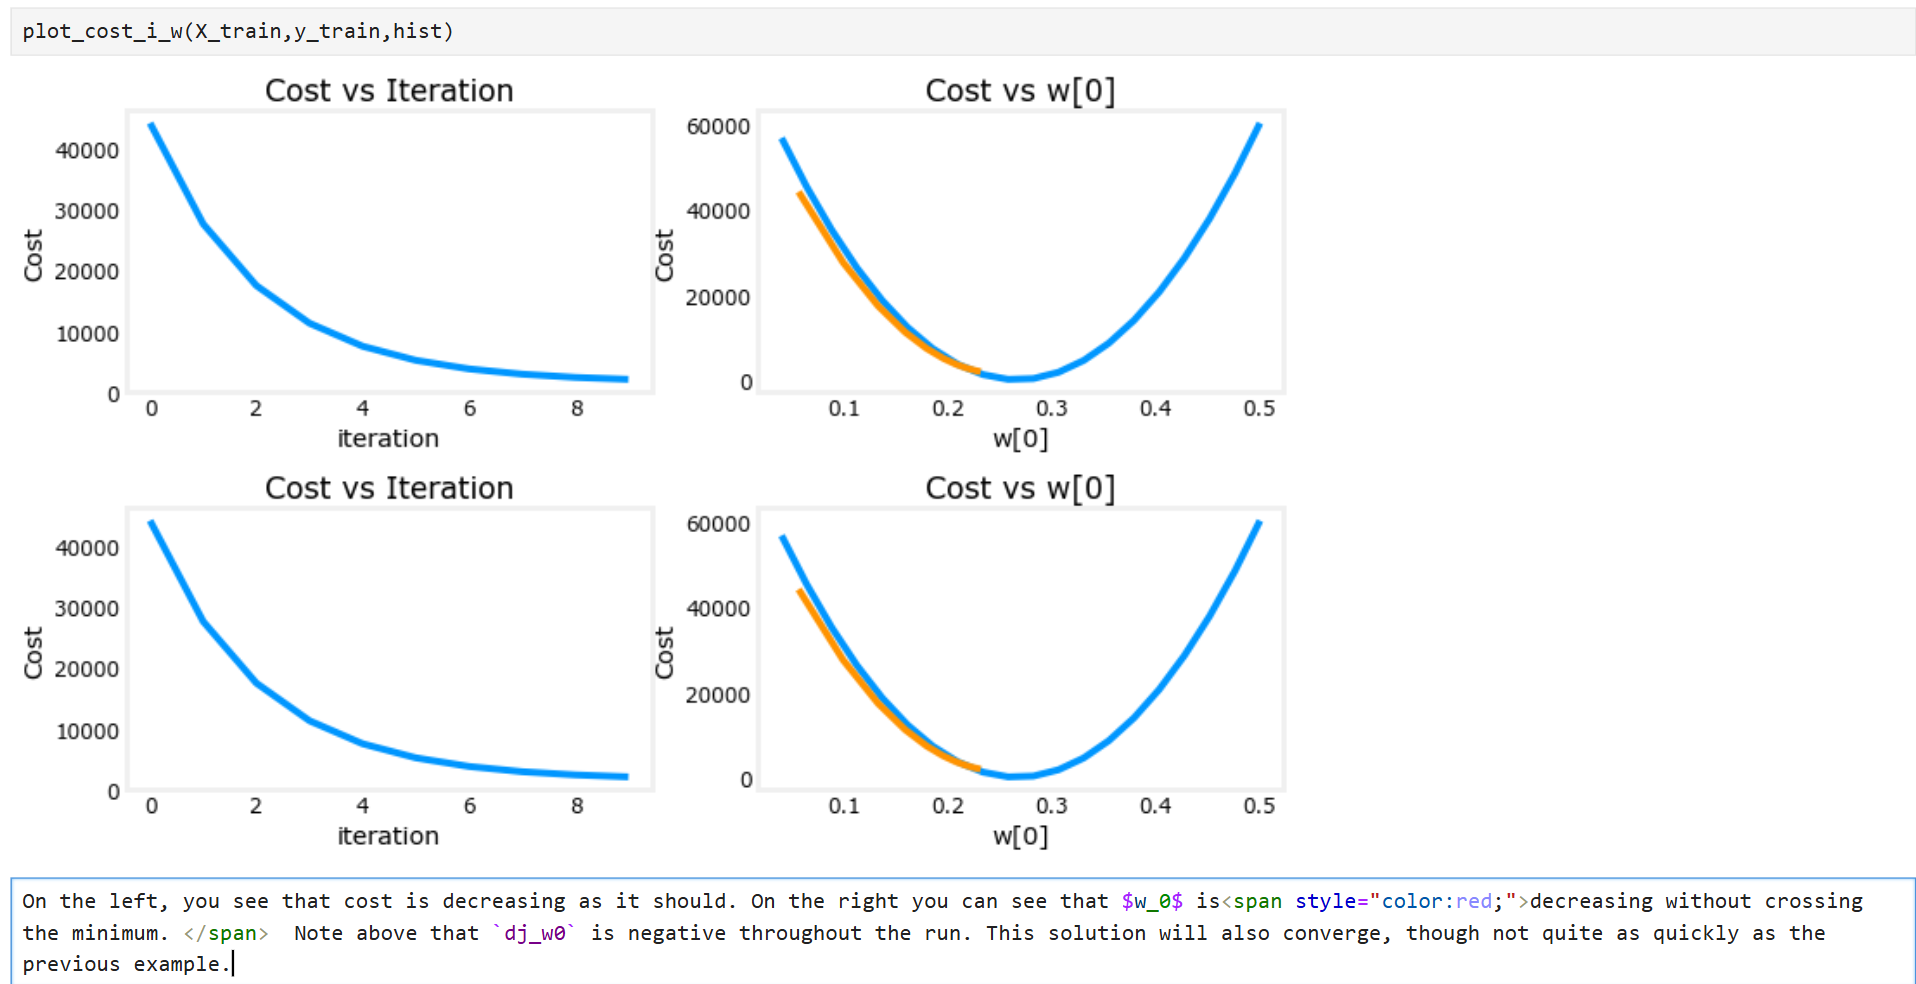 plot_cost_i_w(X_train,y_train,hist)
Cost vs Iteration
40000
30000
20000
10000
0
Cost
0 2 4 6 8
iteration
Cost vs w[0]
60000
40000
20000
0
Cost
0.1 0.2 0.3 0.4 0.5
w[0]
Cost vs Iteration
40000
30000
20000
10000
0
Cost
0 2 4 6 8
iteration
Cost vs w[0]
60000
40000
20000
0
Cost
0.1 0.2 0.3 0.4 0.5
w[0]
On the left, you see that cost is decreasing as it should. On the right you can see that $w_0$ is<span style="color:red;">decreasing without crossing
the minimum. </span>  Note above that `dj_w0` is negative throughout the run. This solution will also converge, though not quite as quickly as the
previous example.